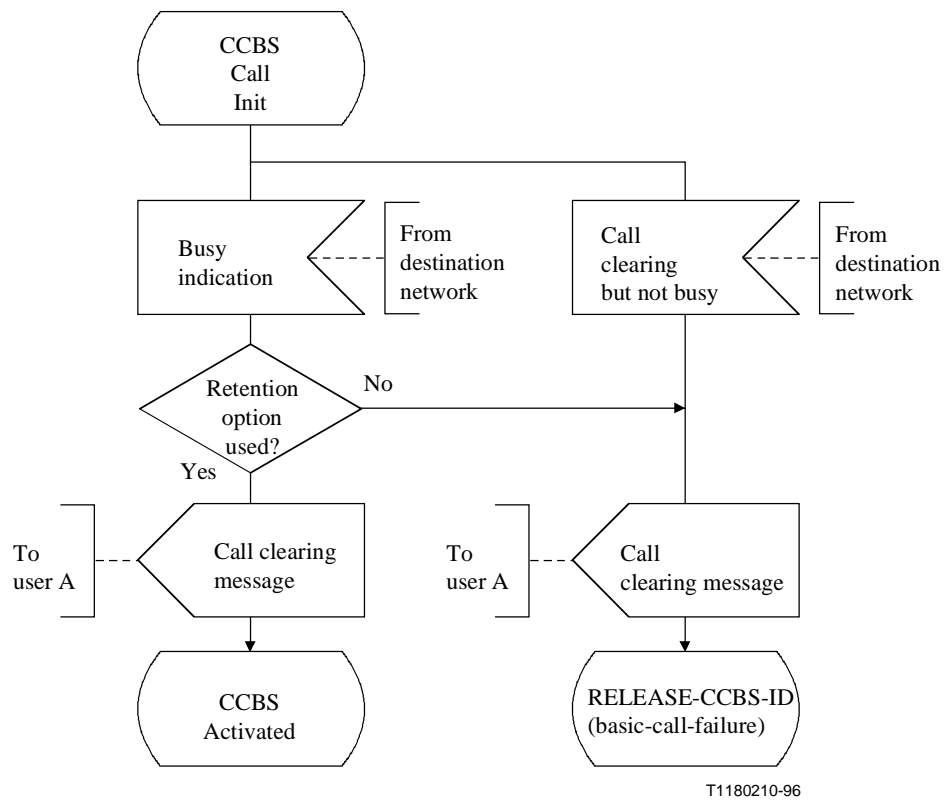 CCBS
Call
Init
Busy
indication
From
destination
network
Call
clearing
but not busy
From
destination
network
Retention
option
used?
No
Yes
To
user A
Call clearing
message
To
user A
Call
clearing message
CCBS
Activated
RELEASE-CCBS-ID
(basic-call-failure)
T1180210-96